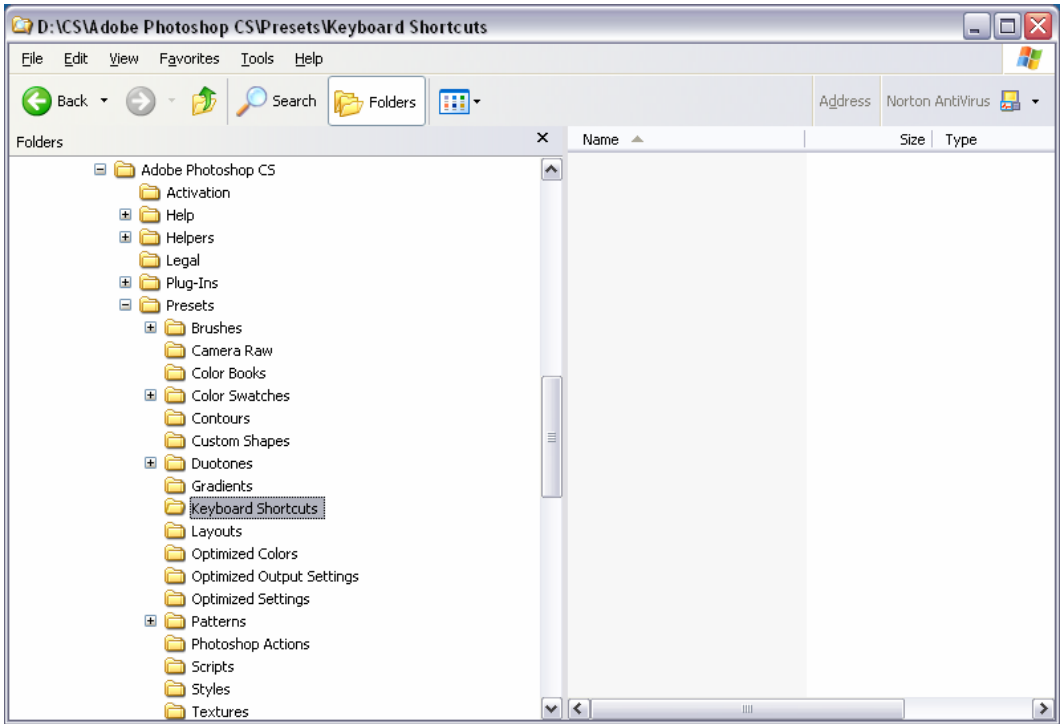 D:\CS\Adobe Photoshop CS\Presets\Keyboard Shortcuts
File Edit View Favorites Tools Help
Back Search Folders Address Norton AntiVirus
Folders
Name Size Type
Adobe Photoshop CS
Activation
Help
Helpers
Legal
Plug-Ins
Presets
Brushes
Camera Raw
Color Books
Color Swatches
Contours
Custom Shapes
Duotones
Gradients
Keyboard Shortcuts
Layouts
Optimized Colors
Optimized Output Settings
Optimized Settings
Patterns
Photoshop Actions
Scripts
Styles
Textures